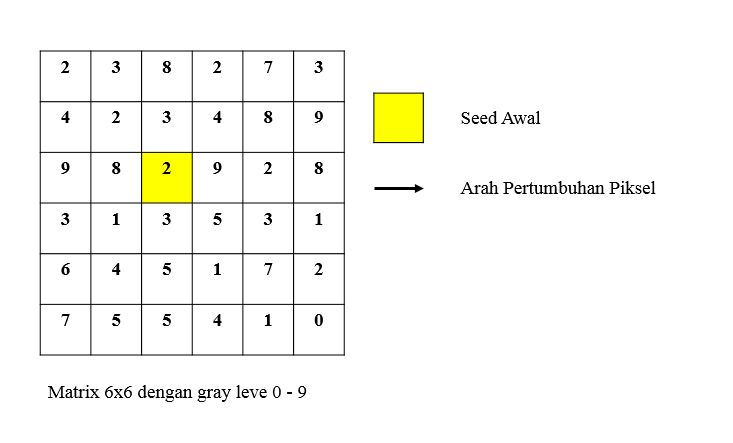 2 3 8 2 7 3
4 2 3 4 8 9
9 8 2 9 2 8
3 1 3 5 3 1
6 4 5 1 7 2
7 5 5 4 1 0
Seed Awal
Arah Pertumbuhan Piksel
Matrix 6x6 dengan gray leve 0 - 9